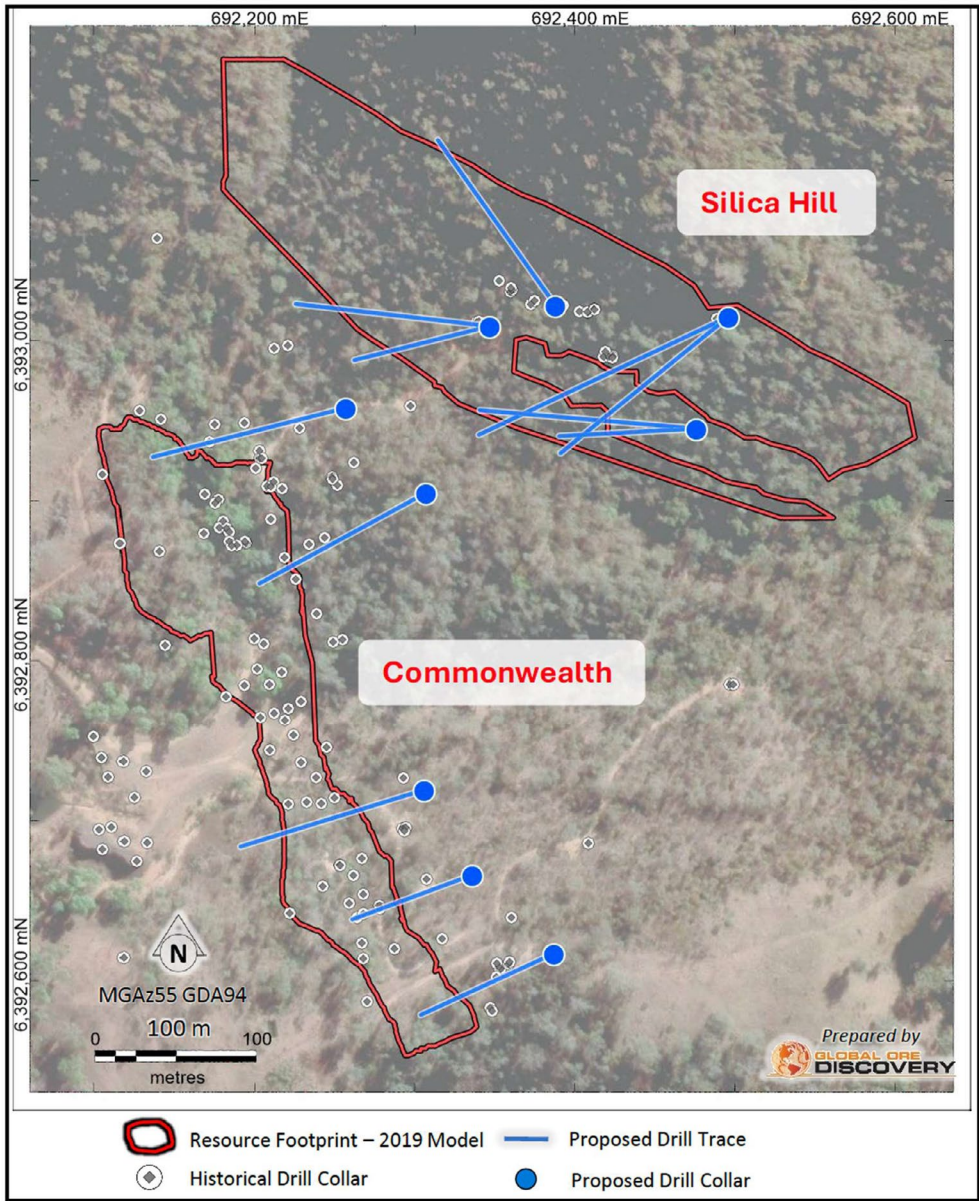 692,200 mE
692,400 mE
692,600 mE
Silica Hill
6,393,000 mN
Commonwealth
6,392,800 mN
6,392,600 mN
N
MGAz55 GDA94
100 m
0 100
metres
Prepared by
GLOBAL ORE
DISCOVERY
Resource Footprint – 2019 Model
Proposed Drill Trace
Historical Drill Collar
Proposed Drill Collar